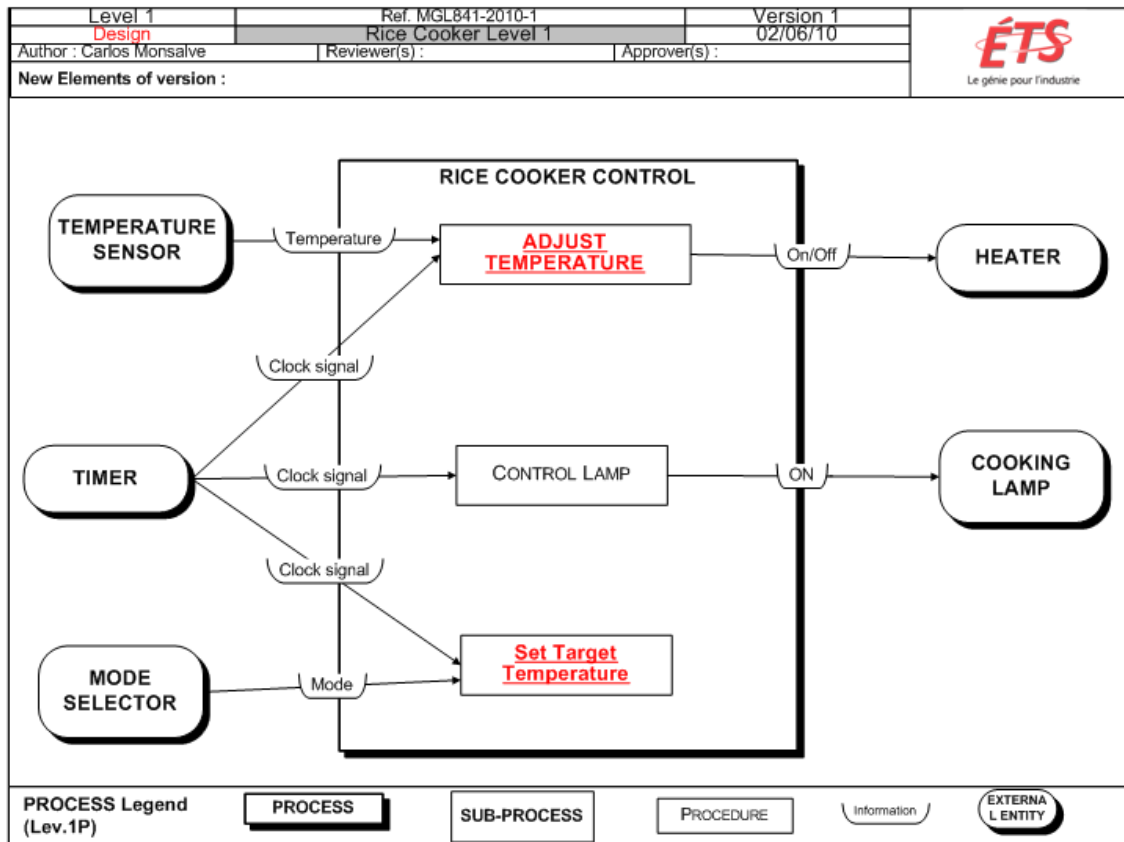 Level 1
Ref. MGL841-2010-1
Version 1
Design
Rice Cooker Level 1
02/06/10
Author : Carlos Monsalve
Reviewer(s) :
Approver(s) :
New Elements of version :
ÉTS
Le génie pour l'industrie
RICE COOKER CONTROL
TEMPERATURE
SENSOR
Temperature
ADJUST
TEMPERATURE
On/Off
HEATER
Clock signal
TIMER
Clock signal
CONTROL LAMP
ON
COOKING
LAMP
Clock signal
MODE
SELECTOR
Mode
Set Target
Temperature
PROCESS Legend
(Lev.1P)
PROCESS
SUB-PROCESS
PROCEDURE
Information
EXTERNA
L ENTITY